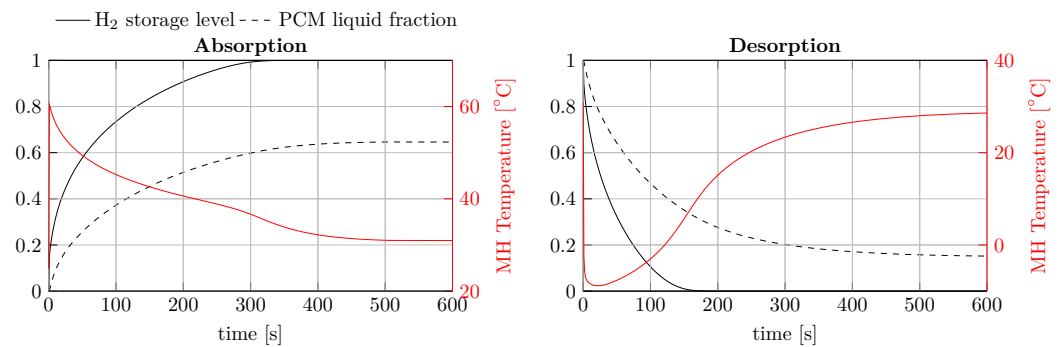 H₂ storage level PCM liquid fraction
Absorption
1
0.8
0.6
0.4
0.2
0
0 100 200 300 400 500 600
time [s]
60
40
20
MH Temperature [°C]
Desorption
1
0.8
0.6
0.4
0.2
0
0 100 200 300 400 500 600
time [s]
40
20
0
MH Temperature [°C]